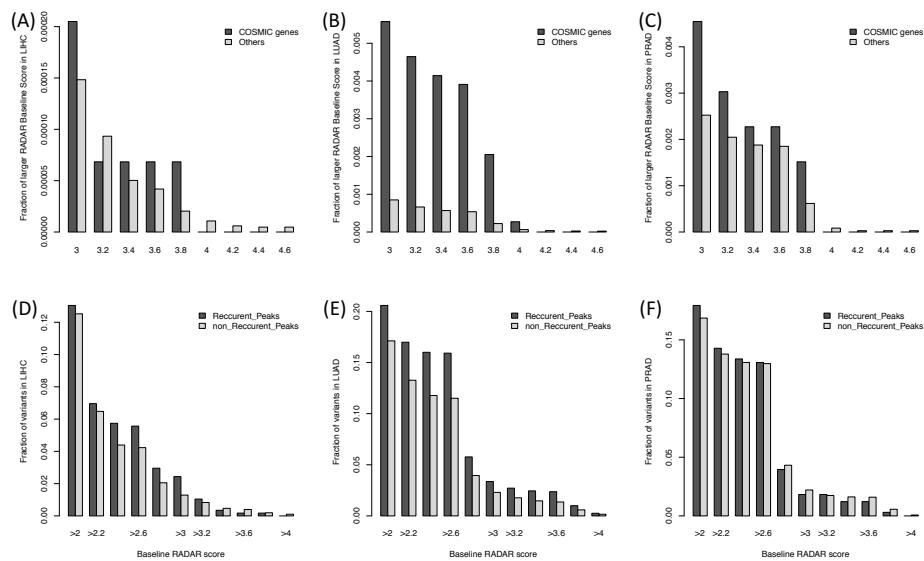 (A)
COSMIC genes
Others
Fraction of larger RADAR Baseline Score in LIHC
0.00000
0.00005
0.00010
0.00015
0.00020
3 3.2 3.4 3.6 3.8 4 4.2 4.4 4.6
(B)
COSMIC genes
Others
Fraction of larger RADAR Baseline Score in LUAD
0.000
0.001
0.002
0.003
0.004
0.005
3 3.2 3.4 3.6 3.8 4 4.2 4.4 4.6
(C)
COSMIC genes
Others
Fraction of larger RADAR Baseline Score in PRAD
0.000
0.001
0.002
0.003
0.004
3 3.2 3.4 3.6 3.8 4 4.2 4.4 4.6
(D)
Reccurent_Peaks
non_Reccurent_Peaks
Fraction of variants in LIHC
0.00
0.02
0.04
0.06
0.08
0.10
0.12
>2 >2.2 >2.6 >3 >3.2 >3.6 >4
Baseline RADAR score
(E)
Reccurent_Peaks
non_Reccurent_Peaks
Fraction of variants in LUAD
0.00
0.05
0.10
0.15
0.20
>2 >2.2 >2.6 >3 >3.2 >3.6 >4
Baseline RADAR score
(F)
Reccurent_Peaks
non_Reccurent_Peaks
Fraction of variants in PRAD
0.00
0.05
0.10
0.15
>2 >2.2 >2.6 >3 >3.2 >3.6 >4
Baseline RADAR score